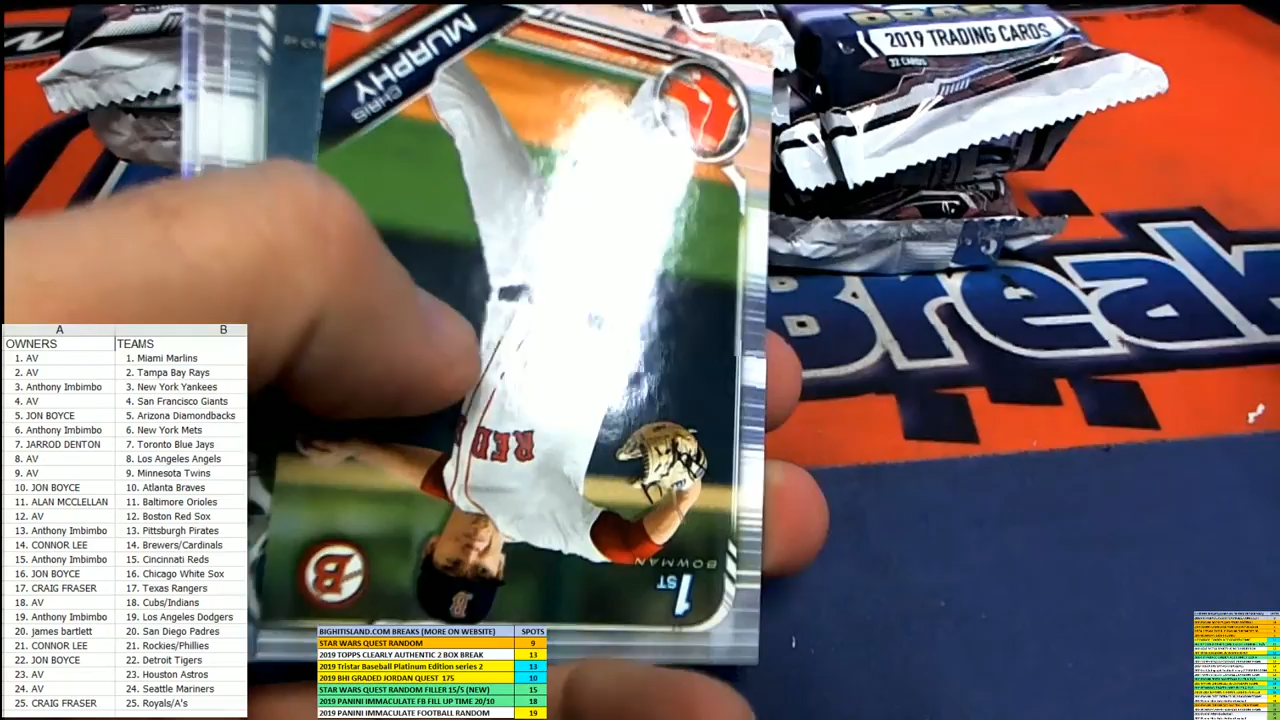 MURPHY
CHRIS
RED
1ST
BOWMAN
B
B
DRAFT
2019 TRADING CARDS
32 CARDS
Break
A B
OWNERS TEAMS
1. AV 1. Miami Marlins
2. AV 2. Tampa Bay Rays
3. Anthony Imbimbo 3. New York Yankees
4. AV 4. San Francisco Giants
5. JON BOYCE 5. Arizona Diamondbacks
6. Anthony Imbimbo 6. New York Mets
7. JARROD DENTON 7. Toronto Blue Jays
8. AV 8. Los Angeles Angels
9. AV 9. Minnesota Twins
10. JON BOYCE 10. Atlanta Braves
11. ALAN MCCLELLAN 11. Baltimore Orioles
12. AV 12. Boston Red Sox
13. Anthony Imbimbo 13. Pittsburgh Pirates
14. CONNOR LEE 14. Brewers/Cardinals
15. Anthony Imbimbo 15. Cincinnati Reds
16. JON BOYCE 16. Chicago White Sox
17. CRAIG FRASER 17. Texas Rangers
18. AV 18. Cubs/Indians
19. Anthony Imbimbo 19. Los Angeles Dodgers
20. james bartlett 20. San Diego Padres
21. CONNOR LEE 21. Rockies/Phillies
22. JON BOYCE 22. Detroit Tigers
23. AV 23. Houston Astros
24. AV 24. Seattle Mariners
25. CRAIG FRASER 25. Royals/A's
BIGHITISLAND.COM BREAKS (MORE ON WEBSITE) SPOTS
STAR WARS QUEST RANDOM 9
2019 TOPPS CLEARLY AUTHENTIC 2 BOX BREAK 13
2019 Tristar Baseball Platinum Edition series 2 13
2019 BHI GRADED JORDAN QUEST 175 10
STAR WARS QUEST RANDOM FILLER 15/5 (NEW) 15
2019 PANINI IMMACULATE FB FILL UP TIME 20/10 18
2019 PANINI IMMACULATE FOOTBALL RANDOM 19